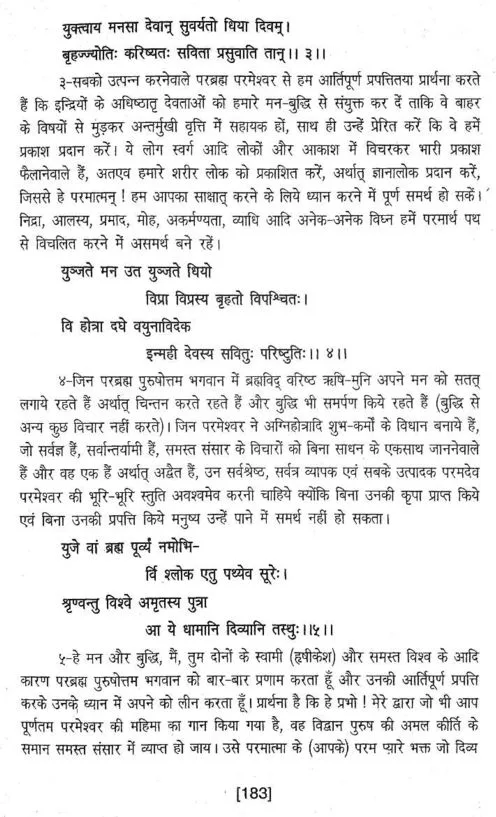 युक्त्वाय मनसा देवान् सुवर्यतो धिया दिवम्।
बृहज्ज्योतिः करिष्यतः सविता प्रसुवाति तान्।। ३।।
३-सबको उत्पन्न करनेवाले परब्रह्म परमेश्वर से हम आर्तिपूर्ण प्रपत्तितया प्रार्थना करते
हैं कि इन्द्रियों के अधिष्ठातृ देवताओं को हमारे मन-बुद्धि से संयुक्त कर दें ताकि वे बाहर
के विषयों से मुड़कर अन्तर्मुखी वृत्ति में सहायक हों, साथ ही उन्हें प्रेरित करें कि वे हमें
प्रकाश प्रदान करें। ये लोग स्वर्ग आदि लोकों और आकाश में विचरकर भारी प्रकाश
फैलानेवाले हैं, अतएव हमारे शरीर लोक को प्रकाशित करें, अर्थात् ज्ञानालोक प्रदान करें,
जिससे हे परमात्मन् ! हम आपका साक्षात् करने के लिये ध्यान करने में पूर्ण समर्थ हो सकें।
निद्रा, आलस्य, प्रमाद, मोह, अकर्मण्यता, व्याधि आदि अनेक-अनेक विघ्न हमें परमार्थ पथ
से विचलित करने में असमर्थ बने रहें।
युञ्जते मन उत युञ्जते धियो
विप्रा विप्रस्य बृहतो विपश्चितः।
वि होत्रा दघे वयुनाविदेक
इन्मही देवस्य सवितुः परिष्टुतिः।। ४।।
४-जिन परब्रह्म पुरुषोत्तम भगवान में ब्रह्मविद् वरिष्ठ ऋषि-मुनि अपने मन को सतत्
लगाये रहते हैं अर्थात् चिन्तन करते रहते हैं और बुद्धि भी समर्पण किये रहते हैं (बुद्धि से
अन्य कुछ विचार नहीं करते)। जिन परमेश्वर ने अग्निहोत्रादि शुभ-कर्मों के विधान बनाये हैं,
जो सर्वज्ञ हैं, सर्वान्तर्यामी हैं, समस्त संसार के विचारों को बिना साधन के एकसाथ जाननेवाले
हैं और वह एक हैं अर्थात् अद्वैत हैं, उन सर्वश्रेष्ठ, सर्वत्र व्यापक एवं सबके उत्पादक परमदेव
परमेश्वर की भूरि-भूरि स्तुति अवश्यमेव करनी चाहिये क्योंकि बिना उनकी कृपा प्राप्त किये
एवं बिना उनकी प्रपत्ति किये मनुष्य उन्हें पाने में समर्थ नहीं हो सकता।
युजे वां ब्रह्म पूर्व्यं नमोभि-
र्वि श्लोक एतु पथ्येव सूरेः।
श्रृण्वन्तु विश्वे अमृतस्य पुत्रा
आ ये धामानि दिव्यानि तस्थुः।।५।।
५-हे मन और बुद्धि, मैं, तुम दोनों के स्वामी (हृषीकेश) और समस्त विश्व के आदि
कारण परब्रह्म पुरुषोत्तम भगवान को बार-बार प्रणाम करता हूँ और उनकी आर्तिपूर्ण प्रपत्ति
करके उनके ध्यान में अपने को लीन करता हूँ। प्रार्थना है कि हे प्रभो ! मेरे द्वारा जो भी आप
पूर्णतम परमेश्वर की महिमा का गान किया गया है, वह विद्वान पुरुष की अमल कीर्ति के
समान समस्त संसार में व्याप्त हो जाय। उसे परमात्मा के (आपके) परम प्यारे भक्त जो दिव्य
[183]